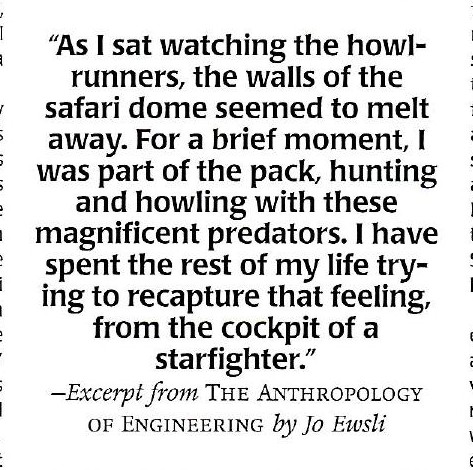 “As I sat watching the howl-
runners, the walls of the
safari dome seemed to melt
away. For a brief moment, I
was part of the pack, hunting
and howling with these
magnificent predators. I have
spent the rest of my life try-
ing to recapture that feeling,
from the cockpit of a
starfighter.”
–Excerpt from THE ANTHROPOLOGY
OF ENGINEERING by Jo Ewsli